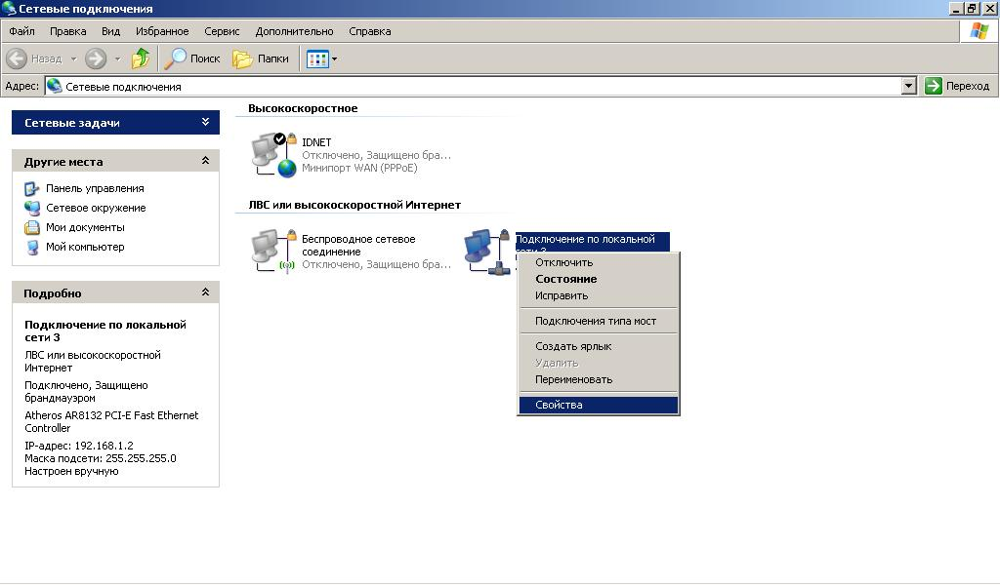 Сетевые подключения
Файл Правка Вид Избранное Сервис Дополнительно Справка
Назад Поиск Папки
Адрес: Сетевые подключения Переход
Сетевые задачи
Другие места
Панель управления
Сетевое окружение
Мои документы
Мой компьютер
Подробно
Подключение по локальной
сети 3
ЛВС или высокоскоростной
Интернет
Подключено, Защищено
брандмауэром
Atheros AR8132 PCI-E Fast Ethernet
Controller
IP-адрес: 192.168.1.2
Маска подсети: 255.255.255.0
Настроен вручную
Высокоскоростное
IDNET
Отключено, Защищено бра...
Минипорт WAN (PPPoE)
ЛВС или высокоскоростной Интернет
Беспроводное сетевое
соединение
Отключено, Защищено бра...
Подключение по локальной
сети 3
Отключить
Состояние
Исправить
Подключения типа мост
Создать ярлык
Удалить
Переименовать
Свойства